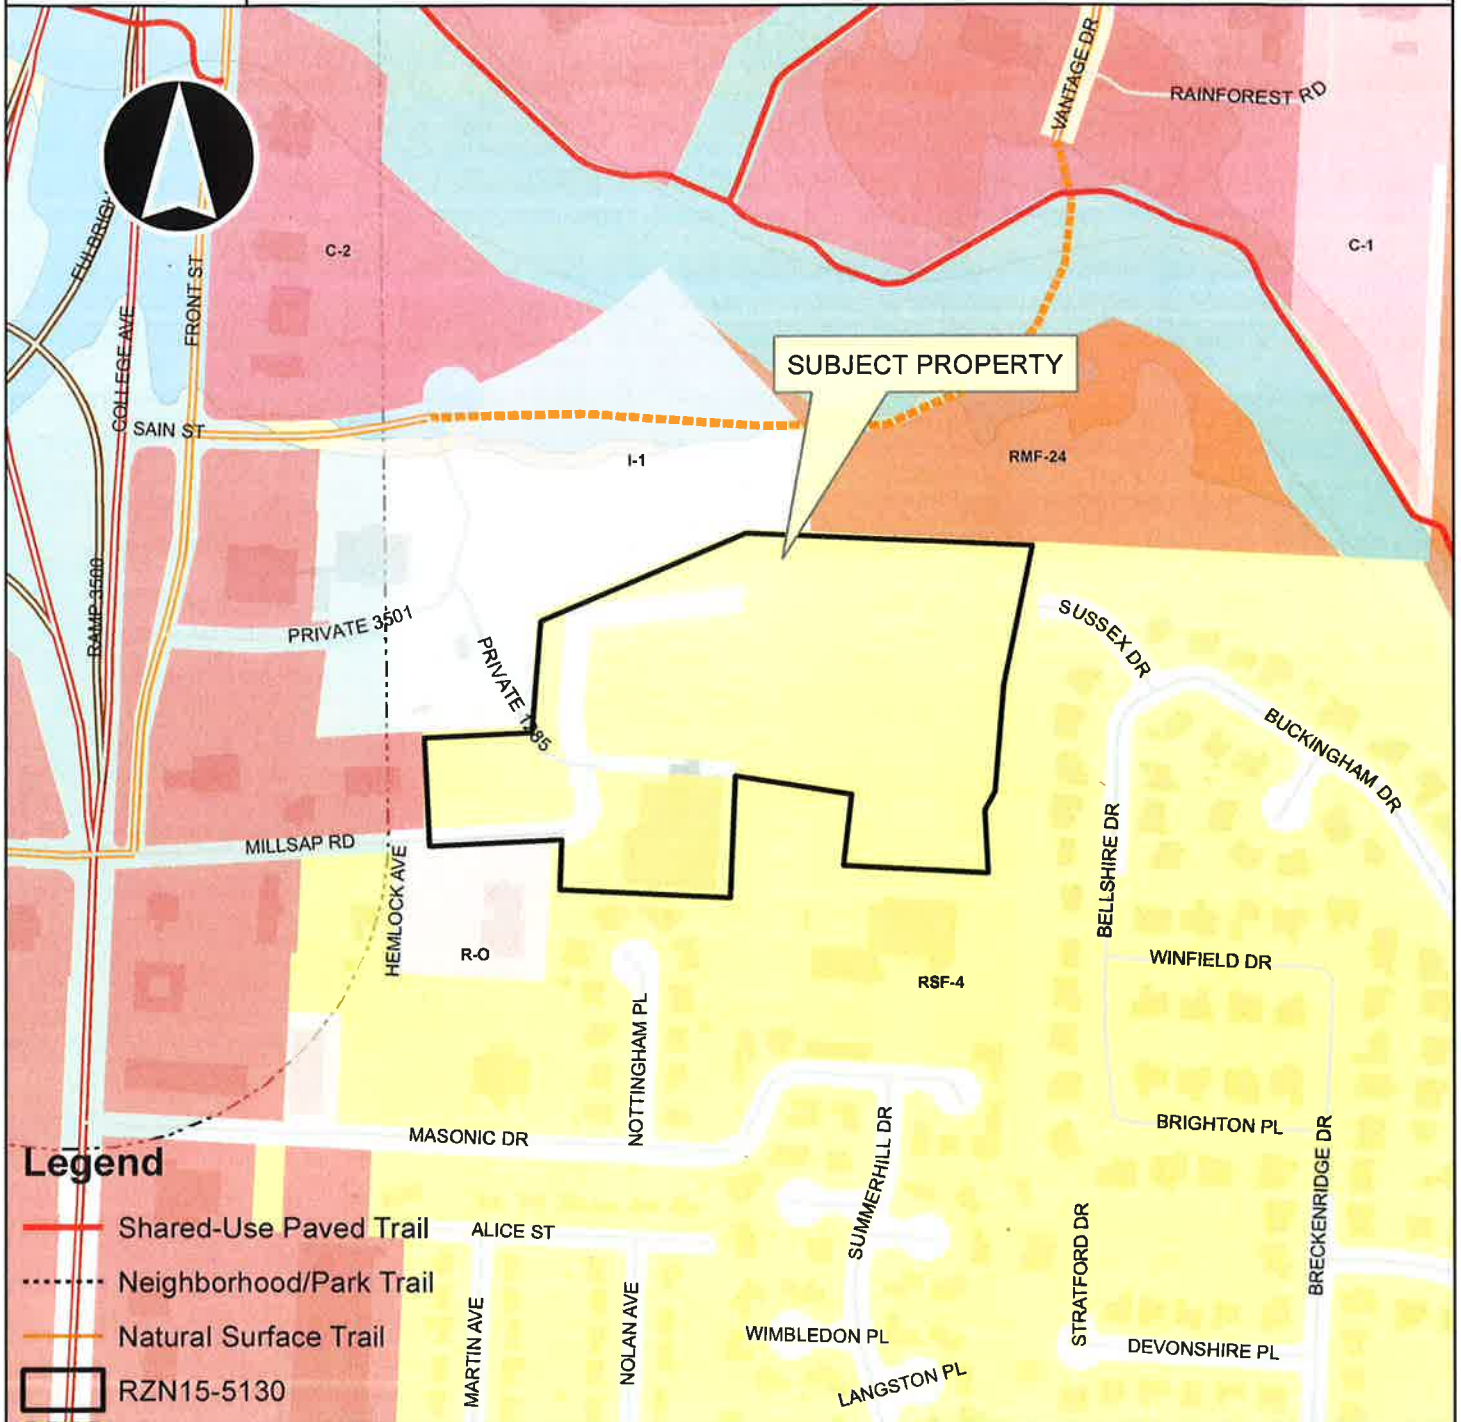 VANTAGE DR
RAINFOREST RD
C-2
C-1
FRONT ST
COLLEGE AVE
SUBJECT PROPERTY
SAIN ST
I-1
RMF-24
RAMP 3500
PRIVATE 3501
SUSSEX DR
PRIVATE 1285
BUCKINGHAM DR
MILLSAP RD
BELLSHIRE DR
HEMLOCK AVE
R-O
WINFIELD DR
RSF-4
NOTTINGHAM PL
MASONIC DR
BRIGHTON PL
SUMMERHILL DR
BRECKENRIDGE DR
Legend
Shared-Use Paved Trail
ALICE ST
STRATFORD DR
Neighborhood/Park Trail
Natural Surface Trail
MARTIN AVE
NOLAN AVE
WIMBLEDON PL
DEVONSHIRE PL
LANGSTON PL
RZN15-5130